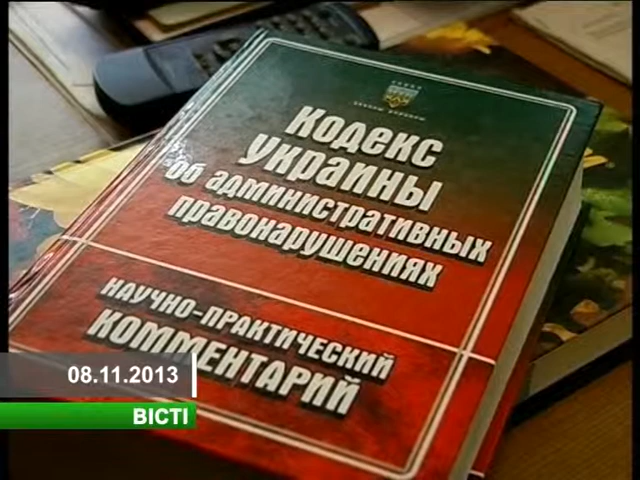 Кодекс
Украины
об административных
правонарушениях
НАУЧНО-ПРАКТИЧЕСКИЙ
КОММЕНТАРИЙ
08.11.2013
ВІСТІ